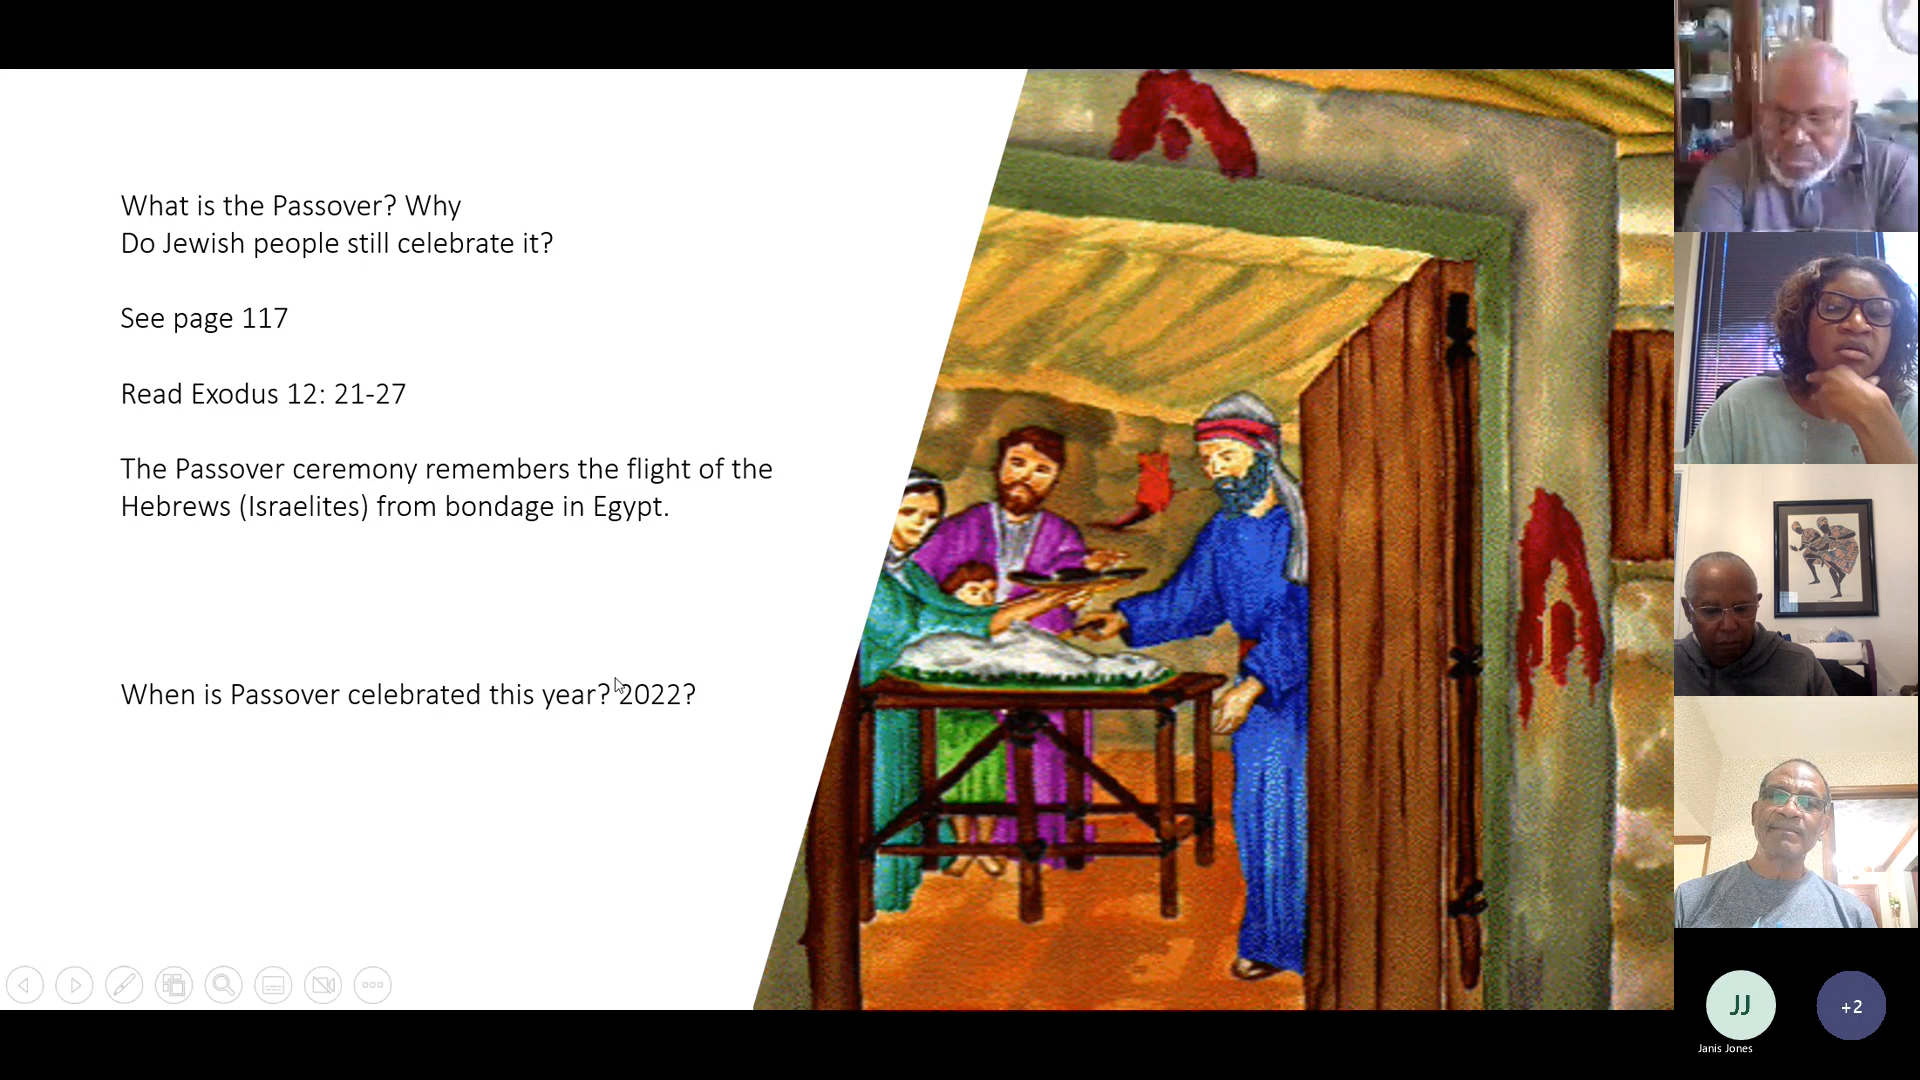 What is the Passover? Why
Do Jewish people still celebrate it?
See page 117
Read Exodus 12: 21-27
The Passover ceremony remembers the flight of the
Hebrews (Israelites) from bondage in Egypt.
When is Passover celebrated this year? 2022?
JJ
+2
Janis Jones